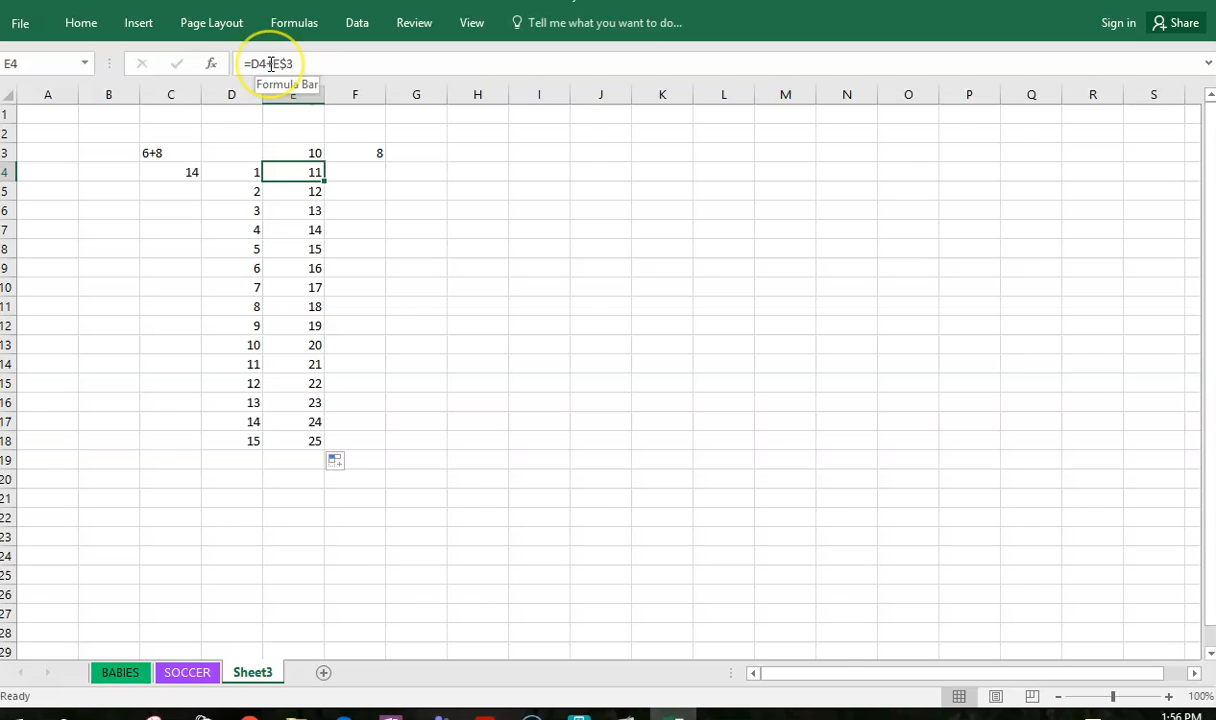 File Home Insert Page Layout Formulas Data Review View Tell me what you want to do... Sign in Share
E4 fx =D4+E$3
Formula Bar
A B C D E F G H I J K L M N O P Q R S
1
2
3 6+8 10 8
4 14 1 11
5 2 12
6 3 13
7 4 14
8 5 15
9 6 16
10 7 17
11 8 18
12 9 19
13 10 20
14 11 21
15 12 22
16 13 23
17 14 24
18 15 25
19
20
21
22
23
24
25
26
27
28
29
BABIES SOCCER Sheet3
Ready 100%
1:56 PM